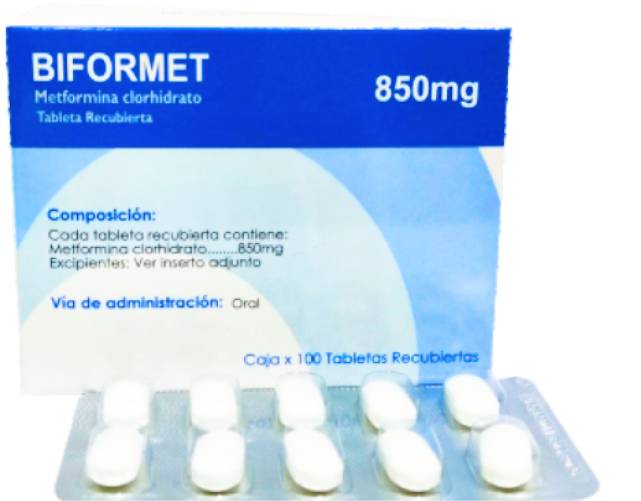 BIFORMET
Metformina clorhidrato
Tableta Recubierta
850mg
Composición:
Cada tableta recubierta contiene:
Metformina clorhidrato........850mg
Excipientes: Ver inserto adjunto
Vía de administración: Oral
Caja x 100 Tabletas Recubiertas